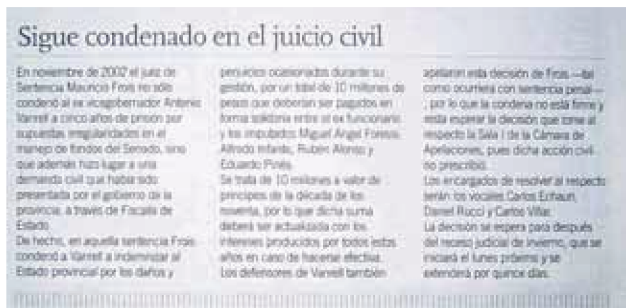 Sigue condenado en el juicio civil
En noviembre de 2002 el juez de
Sentencia Mauricio Frois no sólo
condenó al ex vicegobernador Antonio
Vanrell a cinco años de prisión por
supuestas irregularidades en el
manejo de fondos del Senado, sino
que además hizo lugar a una
demanda civil que había sido
presentada por el gobierno de la
provincia, a través de Fiscalía de
Estado.
De hecho, en aquella sentencia Frois
condenó a Vanrell a indemnizar al
Estado provincial por los daños y
perjuicios ocasionados durante su
gestión, por un total de 10 millones de
pesos que deberían ser pagados en
forma solidaria entre el ex funcionario
y los imputados Miguel Angel
Alfredo Infante, Rubén Alonso y
Eduardo Pinés.
Se trata de 10 millones a valor de
principios de la década de los
noventa, por lo que dicha suma
deberá ser actualizada con los
intereses producidos por todos estos
años en caso de hacerse efectiva.
Los defensores de Vanrell también
apelaron esta decisión de Frois —tal
como ocurriera con sentencia penal—
, por lo que la condena no está firme y
resta esperar la decisión que tome al
respecto la Sala I de la Cámara de
Apelaciones, pues dicha acción civil
no prescribió.
Los encargados de resolver al respecto
serán los vocales Carlos
Daniel Rucci y Carlos
La decisión se espera para después
del receso judicial de invierno, que se
iniciará el lunes próximo y se
extenderá por quince días.